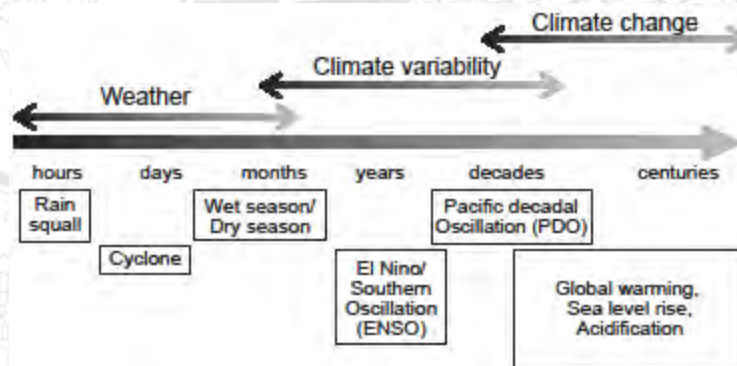 Climate change
Climate variability
Weather
hours days months years decades centuries
Rain
squall
Cyclone
Wet season/
Dry season
El Nino/
Southern
Oscillation
(ENSO)
Pacific decadal
Oscillation (PDO)
Global warming,
Sea level rise,
Acidification